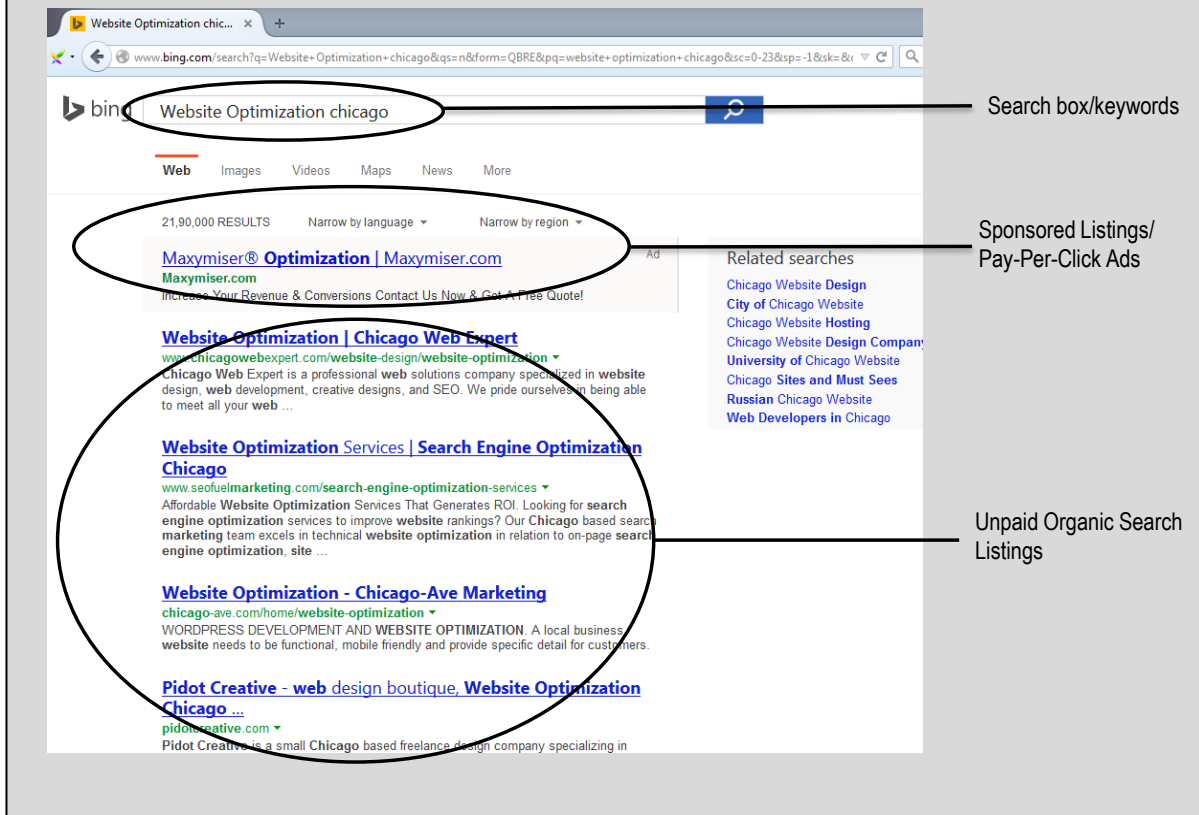 Website Optimization chic... × +
www.bing.com/search?q=Website+Optimization+chicago&qs=n&form=QBRE&pq=website+optimization+chicago&sc=0-23&sp=-1&sk=&
bing
Website Optimization chicago
Search box/keywords
Web Images Videos Maps News More
21,90,000 RESULTS Narrow by language Narrow by region
Sponsored Listings/
Pay-Per-Click Ads
Maxymiser® Optimization | Maxymiser.com
Ad
Maxymiser.com
Increase Your Revenue & Conversions Contact Us Now & Get A Free Quote!
Related searches
Chicago Website Design
City of Chicago Website
Chicago Website Hosting
Chicago Website Design Company
University of Chicago Website
Chicago Sites and Must Sees
Russian Chicago Website
Web Developers in Chicago
Website Optimization | Chicago Web Expert
www.chicagowebexpert.com/website-design/website-optimization
Chicago Web Expert is a professional web solutions company specialized in website
design, web development, creative designs, and SEO. We pride ourselves in being able
to meet all your web ...
Website Optimization Services | Search Engine Optimization
Chicago
www.seofuelmarketing.com/search-engine-optimization-services
Affordable Website Optimization Services That Generates ROI. Looking for search
engine optimization services to improve website rankings? Our Chicago based search
marketing team excels in technical website optimization in relation to on-page search
engine optimization, site ...
Unpaid Organic Search
Listings
Website Optimization - Chicago-Ave Marketing
chicago-ave.com/home/website-optimization
WORDPRESS DEVELOPMENT AND WEBSITE OPTIMIZATION. A local business
website needs to be functional, mobile friendly and provide specific detail for customers.
Pidot Creative - web design boutique, Website Optimization
Chicago ...
pidotcreative.com
Pidot Creative is a small Chicago based freelance design company specializing in